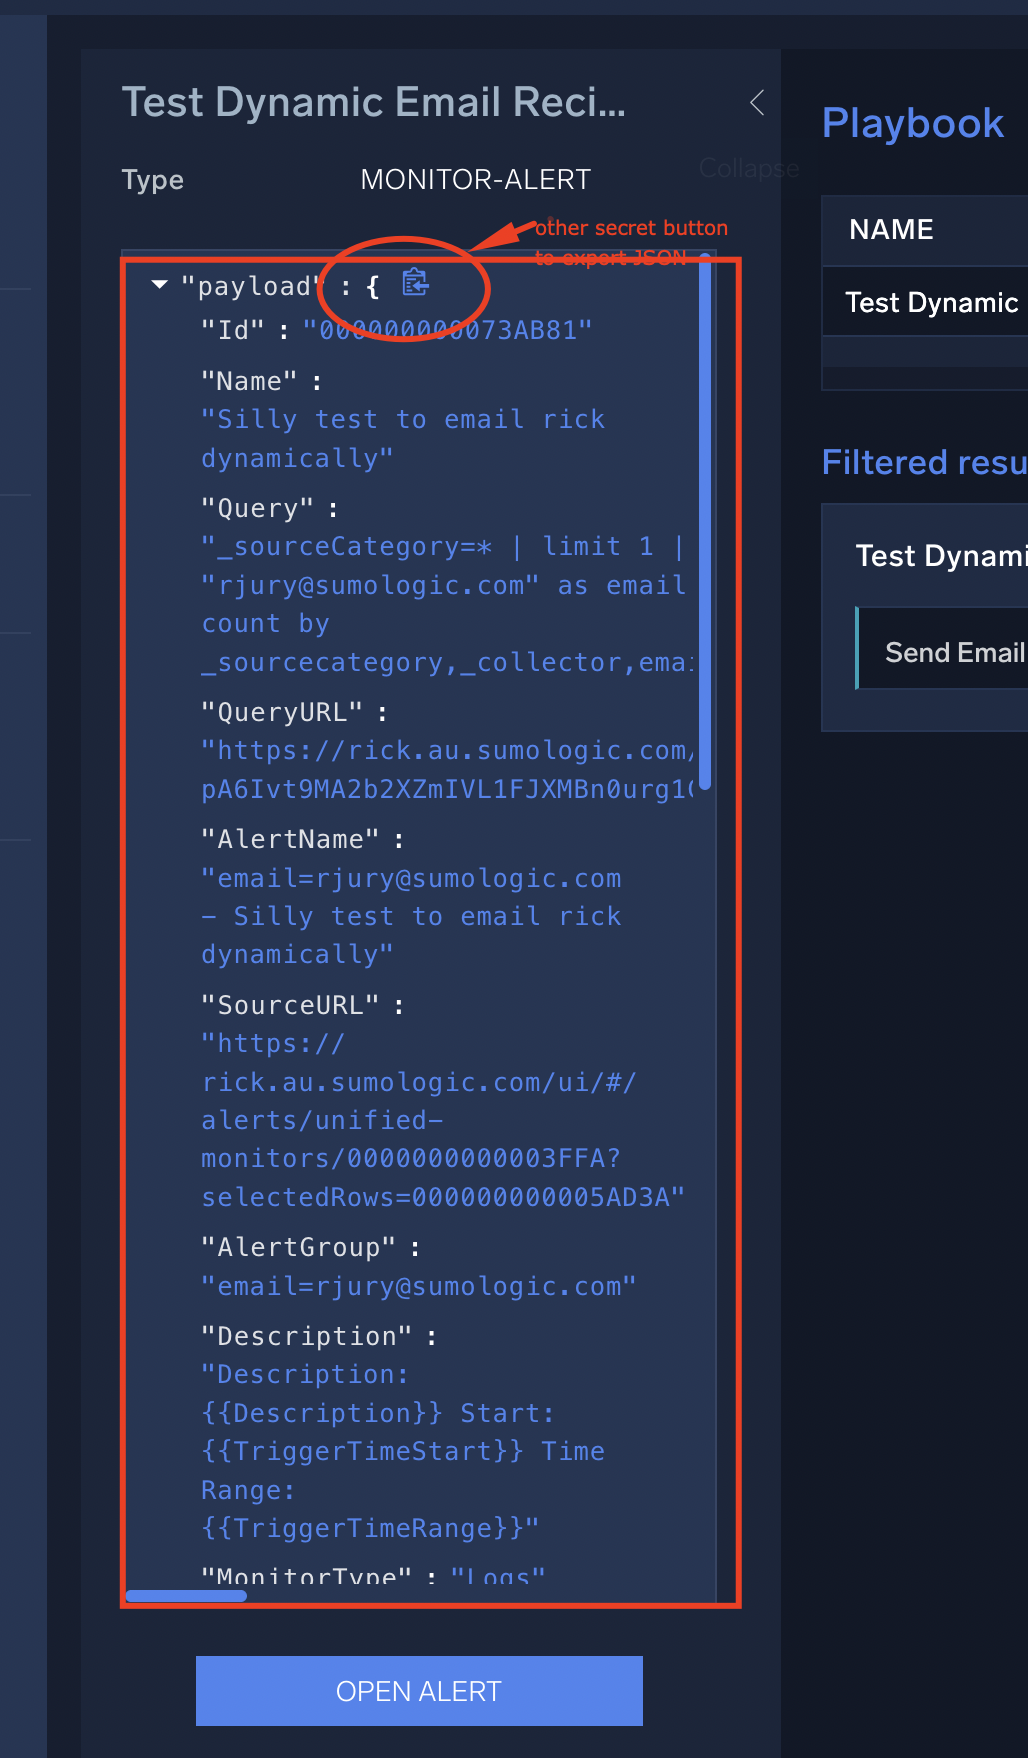 Test Dynamic Email Reci...
Collapse
Type MONITOR-ALERT
other secret button
to export JSON
"payload" : {
"Id" : "000000000073AB81"
"Name" :
"Silly test to email rick
dynamically"
"Query" :
"_sourceCategory=* | limit 1 |
"rjury@sumologic.com" as email
count by
_sourcecategory,_collector,emai
"QueryURL" :
"https://rick.au.sumologic.com/
pA6Ivt9MA2b2XZmIVL1FJXMBn0urg1
"AlertName" :
"email=rjury@sumologic.com
- Silly test to email rick
dynamically"
"SourceURL" :
"https://
rick.au.sumologic.com/ui/#/
alerts/unified-
monitors/0000000000003FFA?
selectedRows=000000000005AD3A"
"AlertGroup" :
"email=rjury@sumologic.com"
"Description" :
"Description:
{{Description}} Start:
{{TriggerTimeStart}} Time
Range:
{{TriggerTimeRange}}"
"MonitorType" : "Logs"
OPEN ALERT
Playbook
NAME
Test Dynamic
Filtered resu
Test Dynami
Send Email